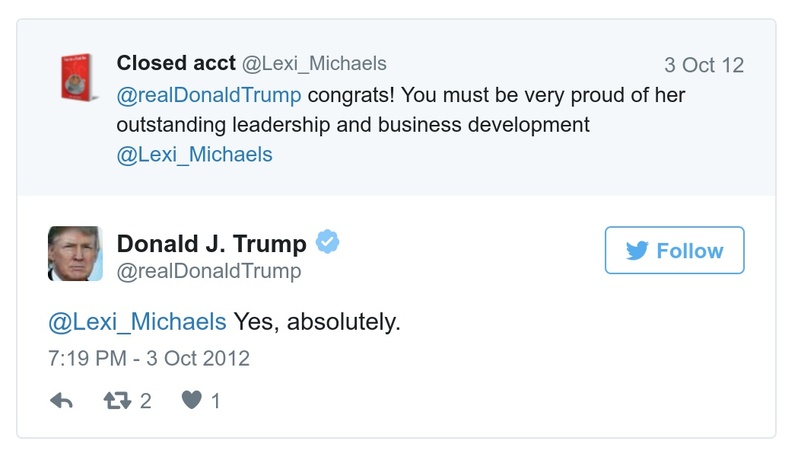 Closed acct @Lexi_Michaels 3 Oct 12
@realDonaldTrump congrats! You must be very proud of her
outstanding leadership and business development
@Lexi_Michaels
Donald J. Trump
Follow
@realDonaldTrump
@Lexi_Michaels Yes, absolutely.
7:19 PM - 3 Oct 2012
2 1